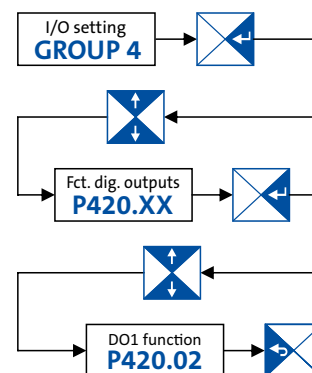 I/O setting
GROUP 4
Fct. dig. outputs
P420.XX
DO1 function
P420.02